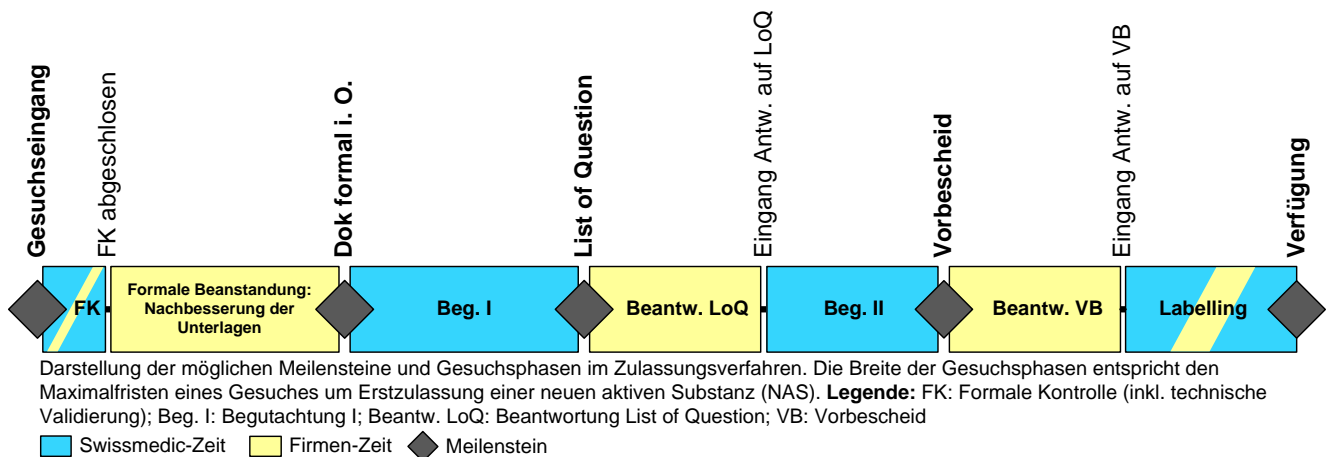 Gesuchseingang
FK abgeschlosen
Dok formal i. O.
List of Question
Eingang Antw. auf LoQ
Vorbescheid
Eingang Antw. auf VB
Verfügung
FK
Formale Beanstandung:
Nachbesserung der
Unterlagen
Beg. I
Beantw. LoQ
Beg. II
Beantw. VB
Labelling
Darstellung der möglichen Meilensteine und Gesuchsphasen im Zulassungsverfahren. Die Breite der Gesuchsphasen entspricht den
Maximalfristen eines Gesuches um Erstzulassung einer neuen aktiven Substanz (NAS). Legende: FK: Formale Kontrolle (inkl. technische
Validierung); Beg. I: Begutachtung I; Beantw. LoQ: Beantwortung List of Question; VB: Vorbescheid
Swissmedic-Zeit Firmen-Zeit Meilenstein